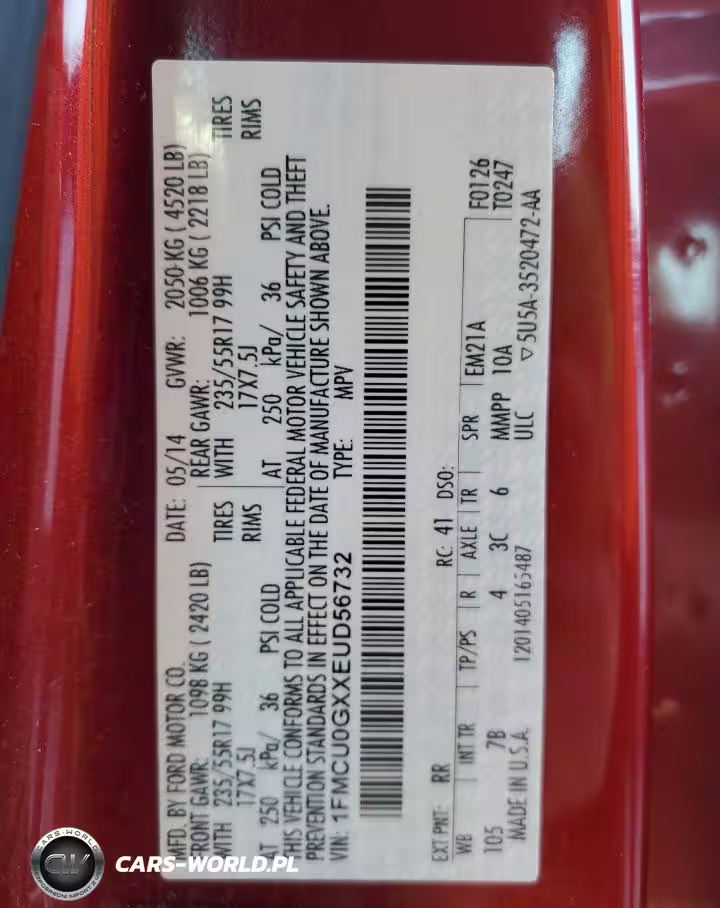 MFD. BY FORD MOTOR CO.
DATE: 05/14 GVWR: 2050 KG ( 4520 LB)
FRONT GAWR: 1098 KG ( 2420 LB)
REAR GAWR: 1006 KG ( 2218 LB)
WITH 235/55R17 99H TIRES
WITH 235/55R17 99H TIRES
17X7.5J RIMS
17X7.5J RIMS
AT 250 kPa/ 36 PSI COLD
AT 250 kPa/ 36 PSI COLD
THIS VEHICLE CONFORMS TO ALL APPLICABLE FEDERAL MOTOR VEHICLE SAFETY AND THEFT
PREVENTION STANDARDS IN EFFECT ON THE DATE OF MANUFACTURE SHOWN ABOVE.
VIN: 1FMCU0GXXEUD56732 TYPE: MPV
F0126
T0247
EXT PNT: RR RC: 41 DSO:
WB INT TR TP/PS R AXLE TR SPR EM21A
105 7B 4 3C 6 MMPP 10A
ULC
MADE IN U.S.A. 1201405165487 ▽5U5A-3520472-AA
CARS-WORLD
CW
CARS-WORLD.PL